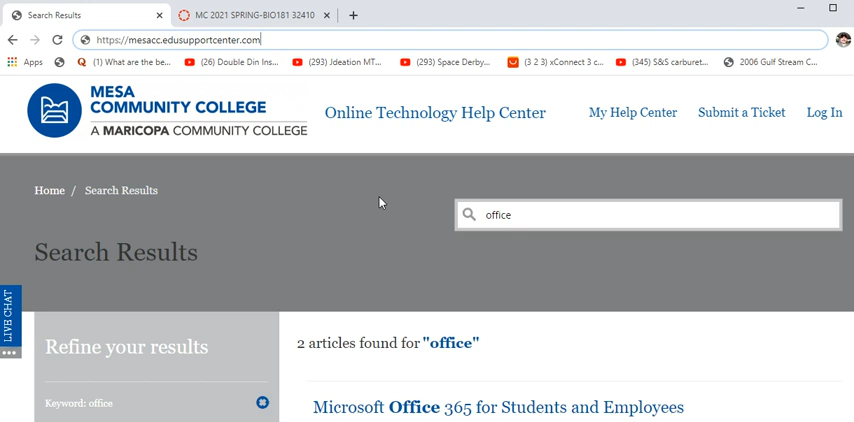 Search Results
MC 2021 SPRING-BIO181 32410
https://mesacc.edusupportcenter.com
Apps
(1) What are the be...
(26) Double Din Ins...
(293) Jdeation MT...
(293) Space Derby...
(3 2 3) xConnect 3 c...
(345) S&S carburet...
2006 Gulf Stream C...
MESA
COMMUNITY COLLEGE
A MARICOPA COMMUNITY COLLEGE
Online Technology Help Center
My Help Center
Submit a Ticket
Log In
Home / Search Results
office
Search Results
LIVE CHAT
Refine your results
2 articles found for "office"
Keyword: office
Microsoft Office 365 for Students and Employees